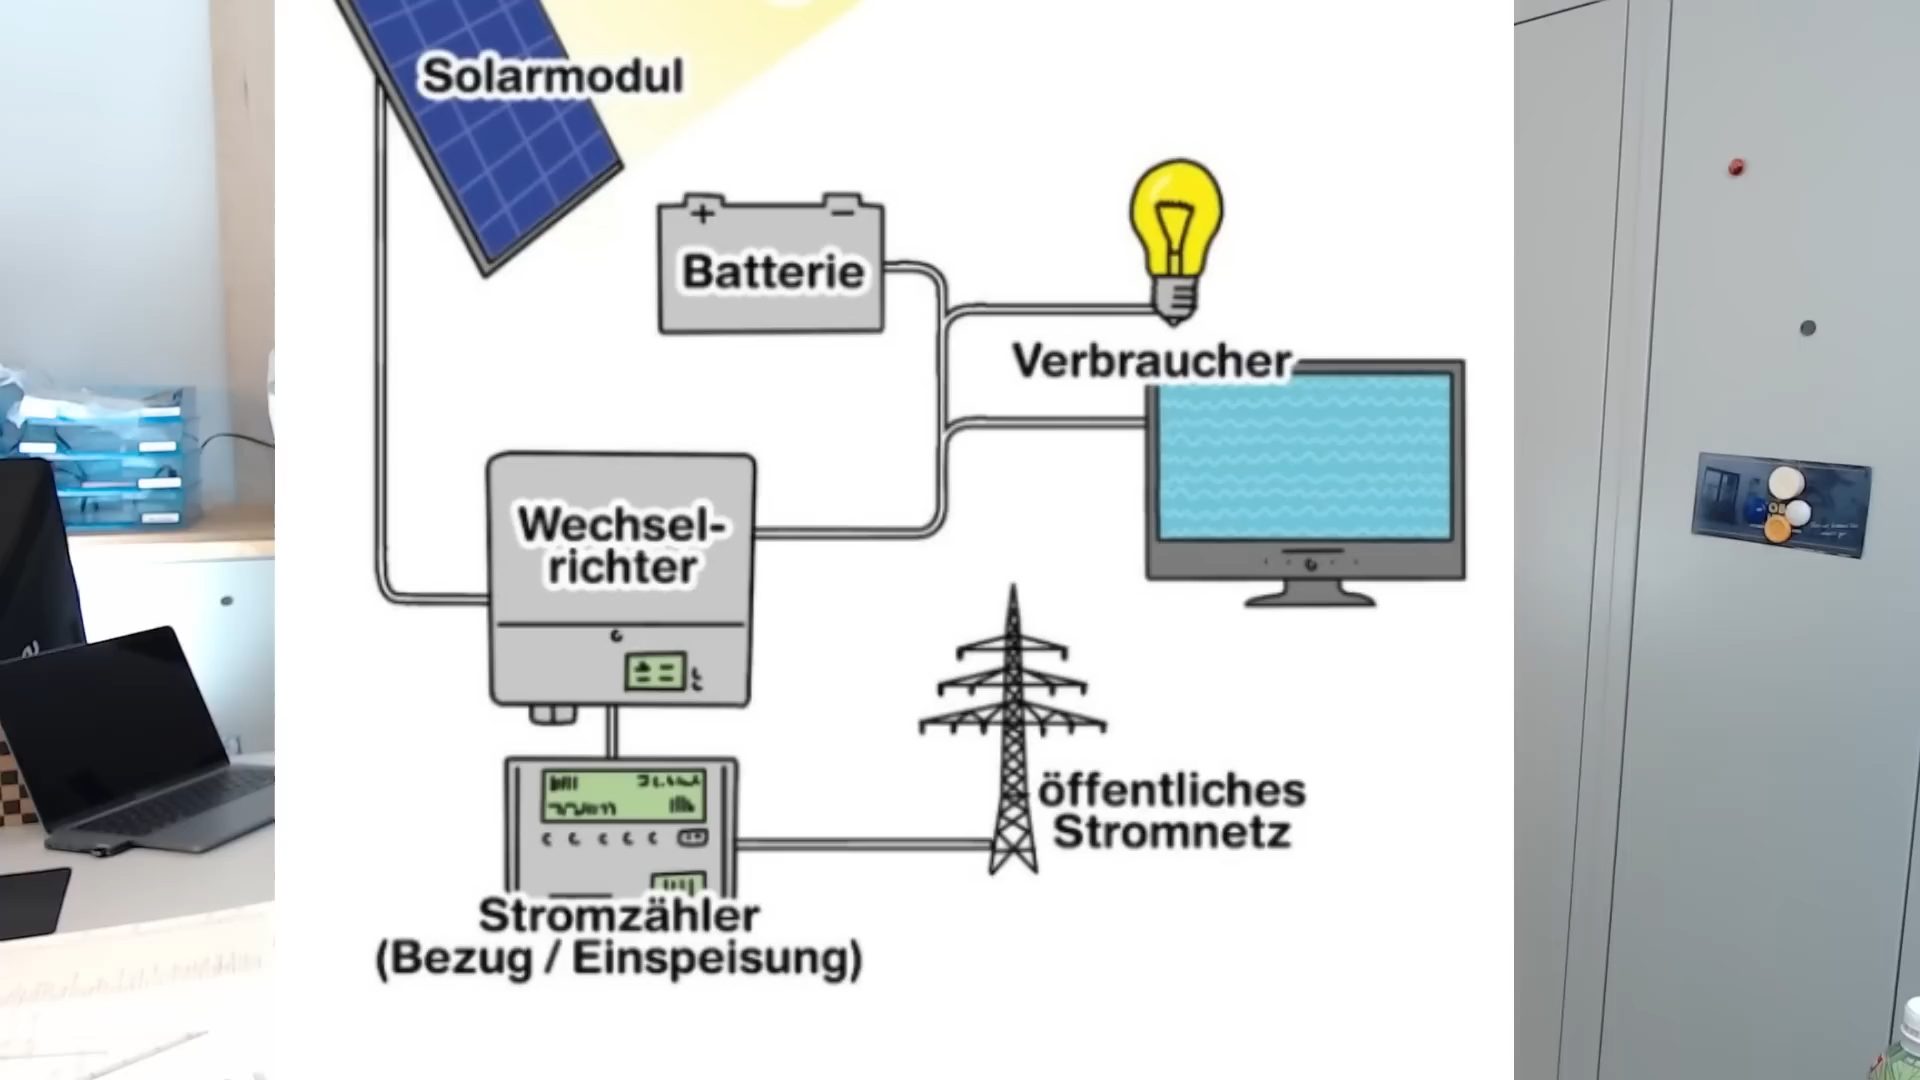 Solarmodul
+ −
Batterie
Verbraucher
Wechsel-
richter
öffentliches
Stromnetz
Stromzähler
(Bezug / Einspeisung)